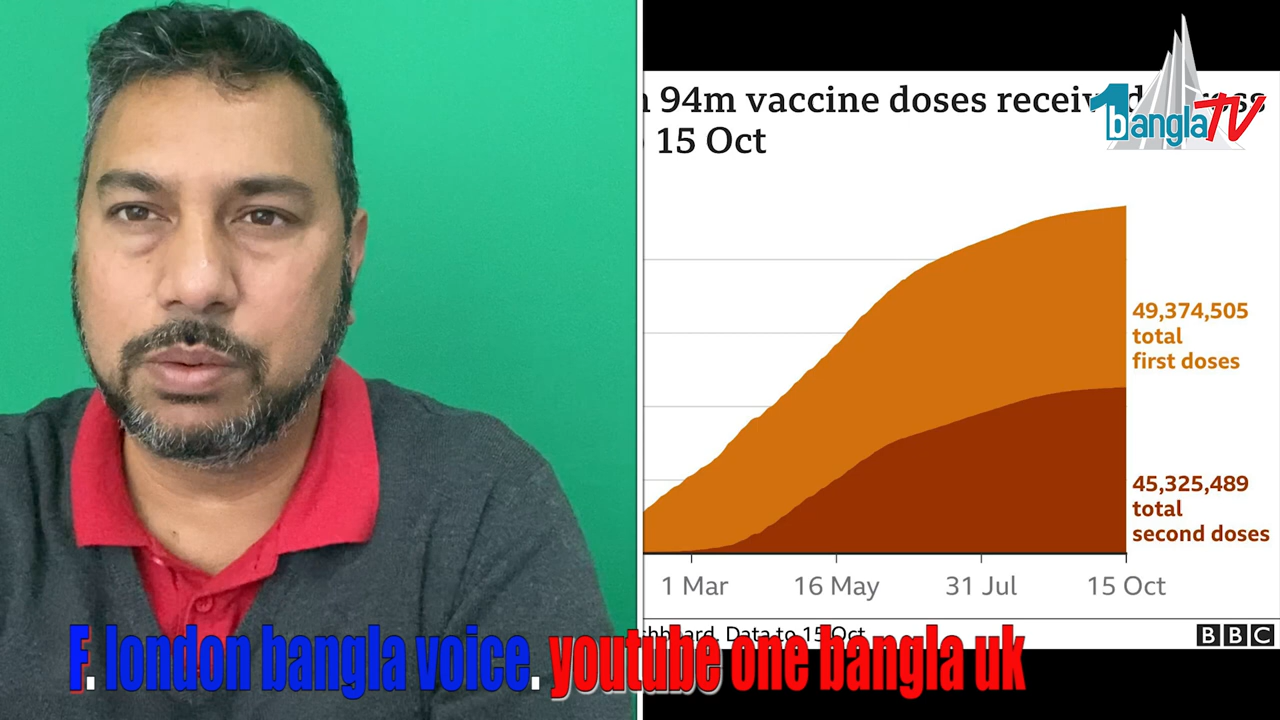 94m vaccine doses
15 Oct
1 bangla TV
49,374,505
total
first doses
45,325,489
total
second doses
1 Mar 16 May 31 Jul 15 Oct
Data to 15 Oct
BBC
F. london bangla voice. youtube one bangla uk